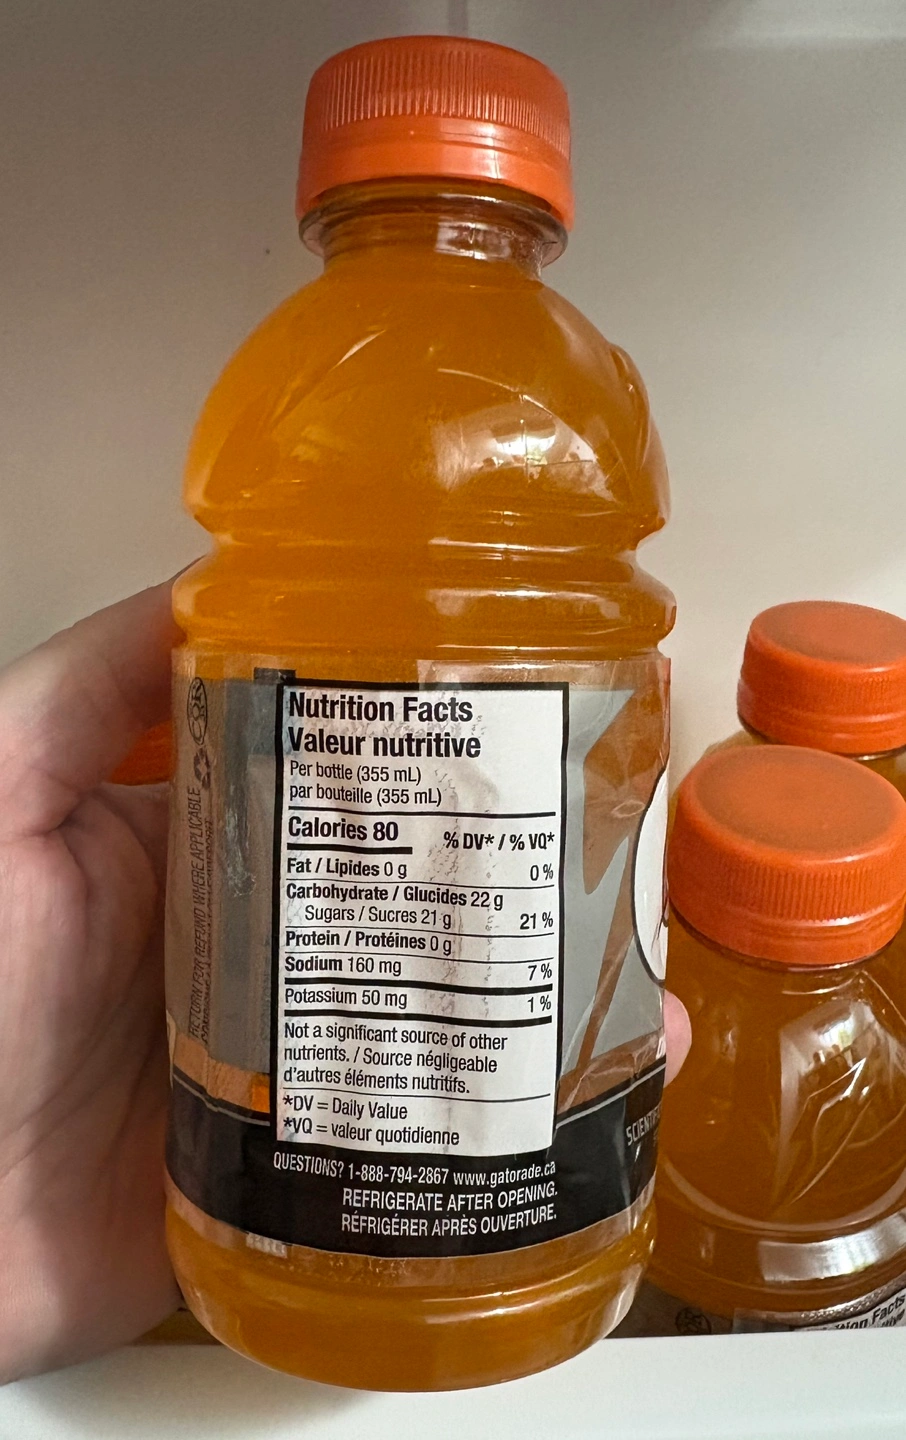 Nutrition Facts
Valeur nutritive
Per bottle (355 mL)
par bouteille (355 mL)
Calories 80
% DV* / % VQ*
Fat / Lipides 0 g 0 %
Carbohydrate / Glucides 22 g
Sugars / Sucres 21 g 21 %
Protein / Protéines 0 g
Sodium 160 mg 7 %
Potassium 50 mg 1 %
Not a significant source of other
nutrients. / Source négligeable
d'autres éléments nutritifs.
*DV = Daily Value
*VQ = valeur quotidienne
QUESTIONS? 1-888-794-2867 www.gatorade.ca
REFRIGERATE AFTER OPENING.
RÉFRIGÉRER APRÈS OUVERTURE.
RETURN FOR REFUND WHERE APPLICABLE
Facts